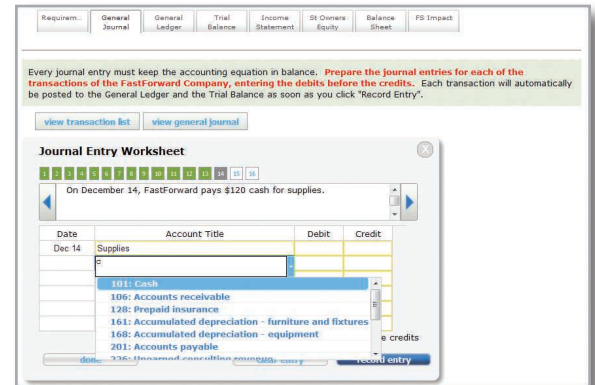 Requirem..
General
Journal
General
Ledger
Trial
Balance
Income
Statement
St Owners
Equity
Balance
Sheet
FS Impact
Every journal entry must keep the accounting equation in balance. Prepare the journal entries for each of the
transactions of the FastForward Company, entering the debits before the credits. Each transaction will automatically
be posted to the General Ledger and the Trial Balance as soon as you click "Record Entry".
view transaction list view general journal
Journal Entry Worksheet
1 2 3 4 5 6 7 8 9 10 11 12 13 14 15 16
On December 14, FastForward pays $120 cash for supplies.
Date Account Title Debit Credit
Dec 14 Supplies
c
101: Cash
106: Accounts receivable
128: Prepaid insurance
161: Accumulated depreciation - furniture and fixtures
168: Accumulated depreciation - equipment
201: Accounts payable
e credits
done entry record entry